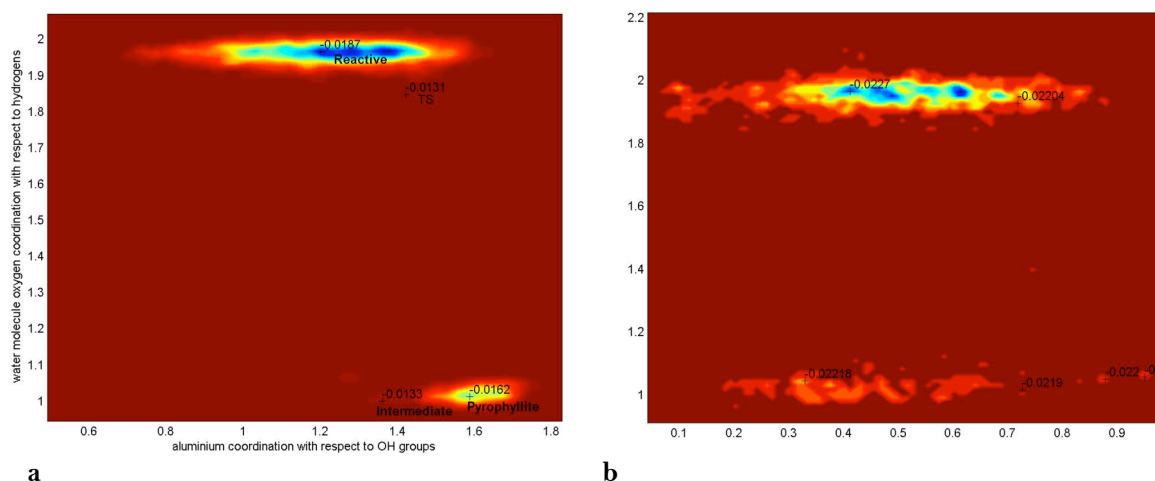 2
1.9
1.8
1.7
1.6
1.5
1.4
1.3
1.2
1.1
1
water molecule oxygen coordination with respect to hydrogens
-0.0187
Reactive
-0.0131
TS
-0.0133
Intermediate
-0.0162
Pyrophyllite
0.6 0.8 1 1.2 1.4 1.6 1.8
aluminium coordination with respect to OH groups
a
2.2
2
1.8
1.6
1.4
1.2
1
-0.0227
-0.02204
-0.02218
-0.0219
-0.022
0.1 0.2 0.3 0.4 0.5 0.6 0.7 0.8 0.9
b